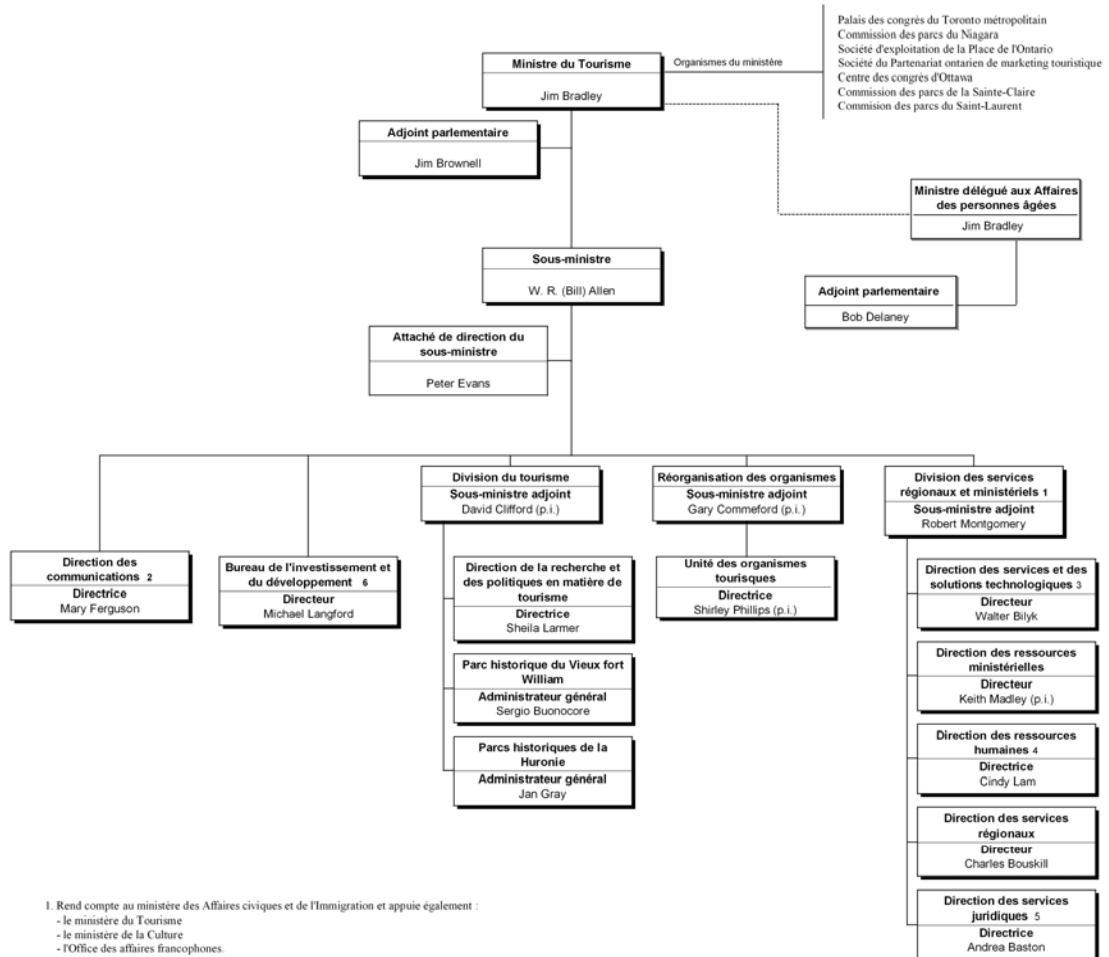 Palais des congrès du Toronto métropolitain
Commission des parcs du Niagara
Société d'exploitation de la Place de l'Ontario
Société du Partenariat ontarien de marketing touristique
Centre des congrès d'Ottawa
Commission des parcs de la Sainte-Claire
Commision des parcs du Saint-Laurent
Organismes du ministère
Ministre du Tourisme
Jim Bradley
Adjoint parlementaire
Jim Brownell
Ministre délégué aux Affaires
des personnes âgées
Jim Bradley
Adjoint parlementaire
Bob Delaney
Sous-ministre
W. R. (Bill) Allen
Attaché de direction du
sous-ministre
Peter Evans
Direction des
communications 2
Directrice
Mary Ferguson
Bureau de l'investissement et
du développement 6
Directeur
Michael Langford
Division du tourisme
Sous-ministre adjoint
David Clifford (p.i.)
Direction de la recherche et
des politiques en matière de
tourisme
Directrice
Sheila Larmer
Parc historique du Vieux fort
William
Administrateur général
Sergio Buonocore
Parcs historiques de la
Huronie
Administrateur général
Jan Gray
Réorganisation des organismes
Sous-ministre adjoint
Gary Commeford (p.i.)
Unité des organismes
tourisques
Directrice
Shirley Phillips (p.i.)
Division des services
régionaux et ministériels 1
Sous-ministre adjoint
Robert Montgomery
Direction des services et des
solutions technologiques 3
Directeur
Walter Bilyk
Direction des ressources
ministérielles
Directeur
Keith Madley (p.i.)
Direction des ressources
humaines 4
Directrice
Cindy Lam
Direction des services
régionaux
Directeur
Charles Bouskill
Direction des services
juridiques 5
Directrice
Andrea Baston
1. Rend compte au ministère des Affaires civiques et de l'Immigration et appuie également :
- le ministère du Tourisme
- le ministère de la Culture
- l'Office des affaires francophones.